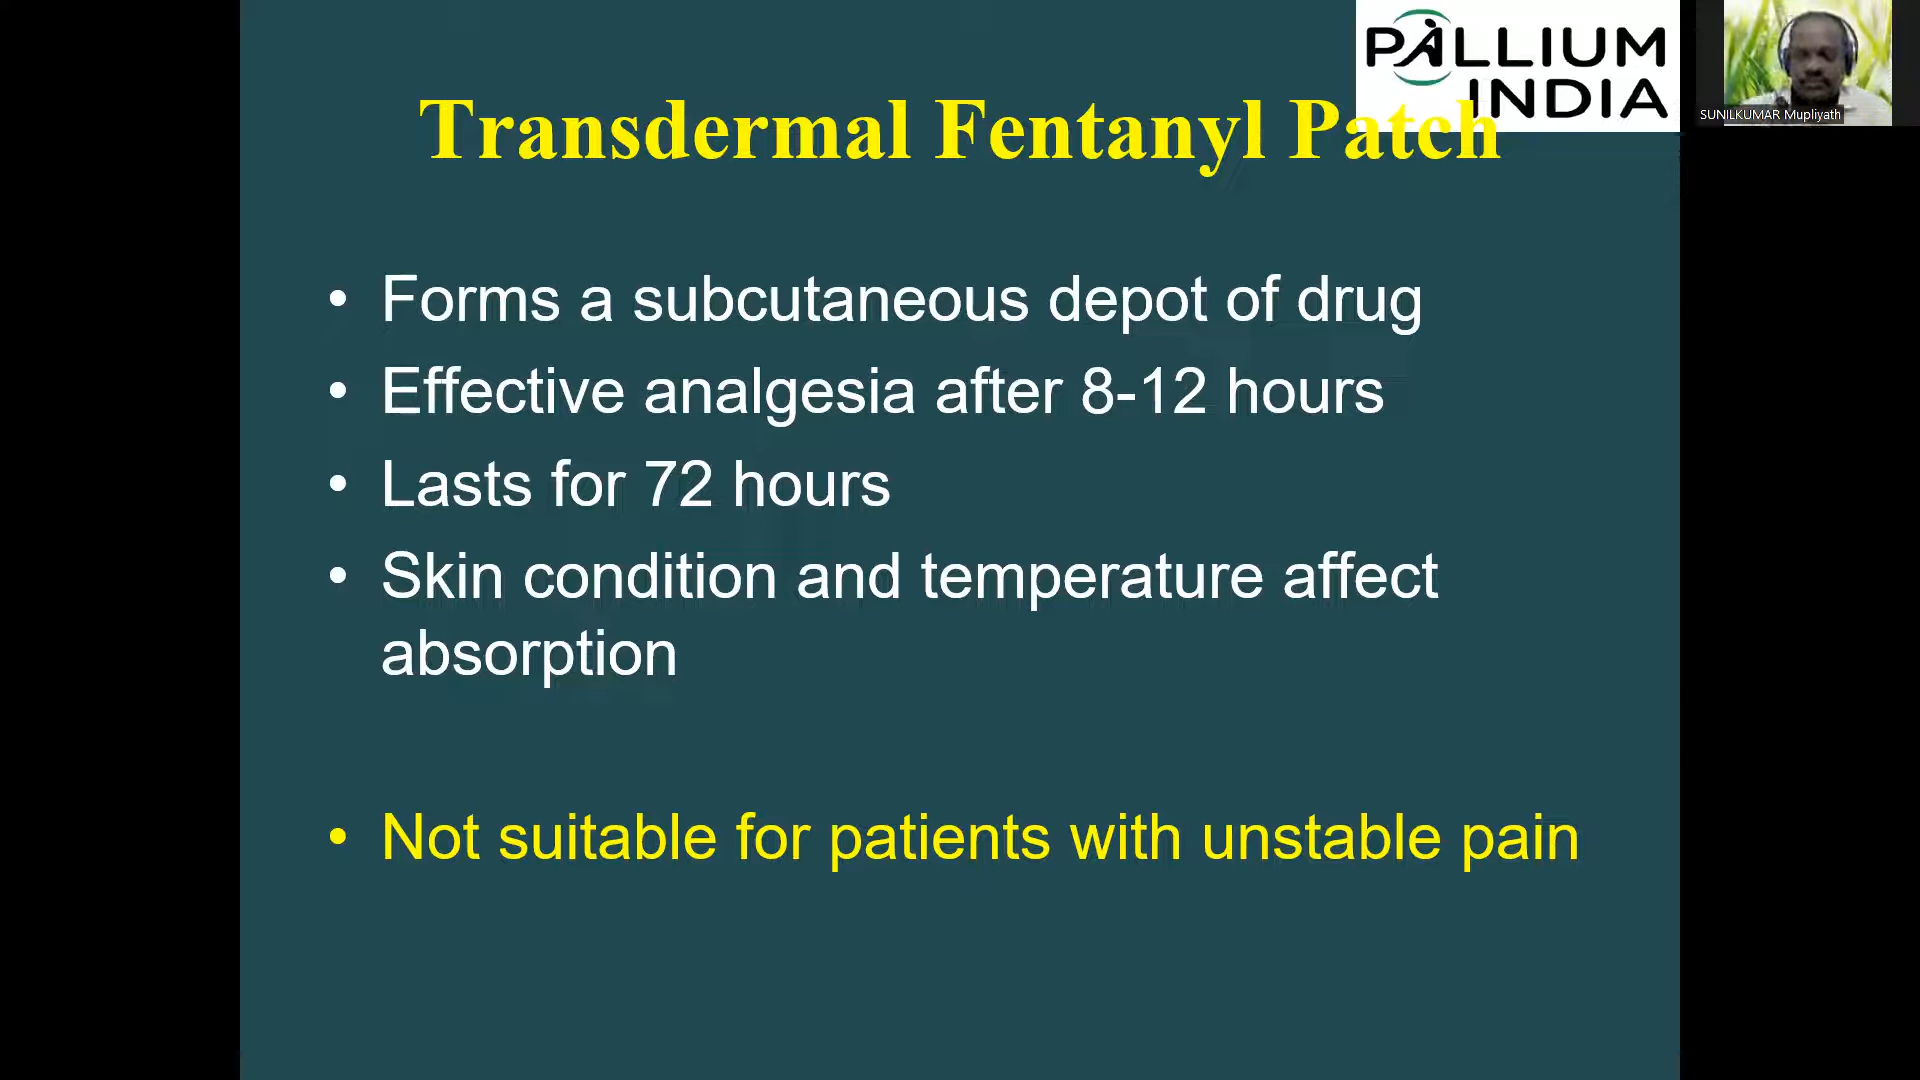 PALLIUM
INDIA
SUNILKUMAR Mupliyath
Transdermal Fentanyl Patch
• Forms a subcutaneous depot of drug
• Effective analgesia after 8-12 hours
• Lasts for 72 hours
• Skin condition and temperature affect
absorption
• Not suitable for patients with unstable pain